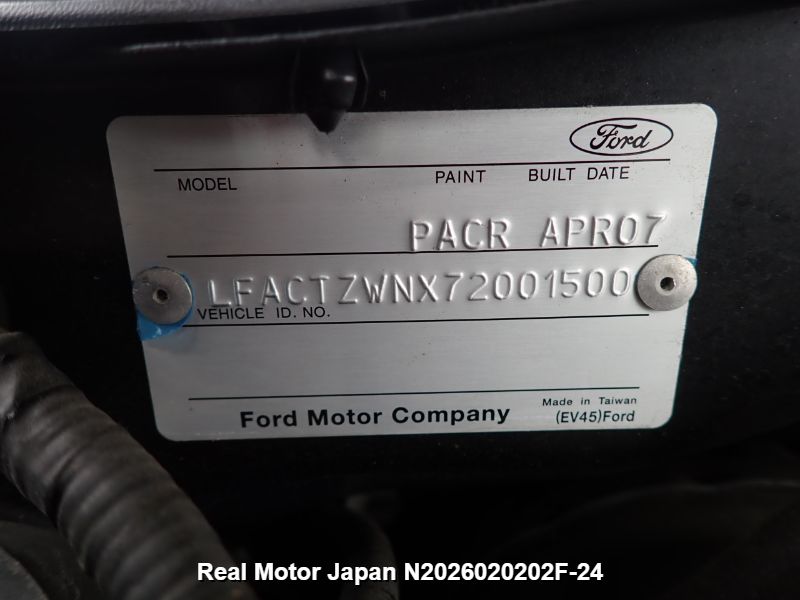 Ford
MODEL PAINT BUILT DATE
PACR APR07
LFACTZWNX72001500
VEHICLE ID. NO.
Ford Motor Company
Made in Taiwan
(EV45)Ford
Real Motor Japan N2026020202F-24